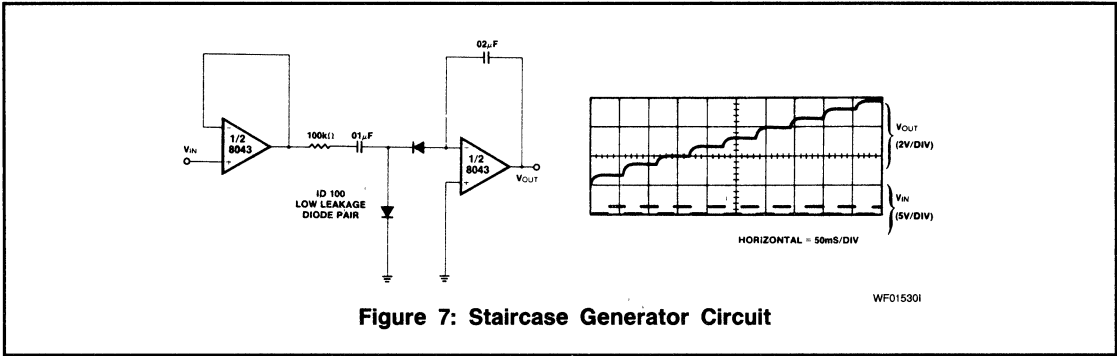 02µF
1/2
8043
VIN
100kΩ
01µF
1/2
8043
VOUT
ID 100
LOW LEAKAGE
DIODE PAIR
VOUT
(2V/DIV)
VIN
(5V/DIV)
HORIZONTAL = 50mS/DIV
WF01530I
Figure 7: Staircase Generator Circuit